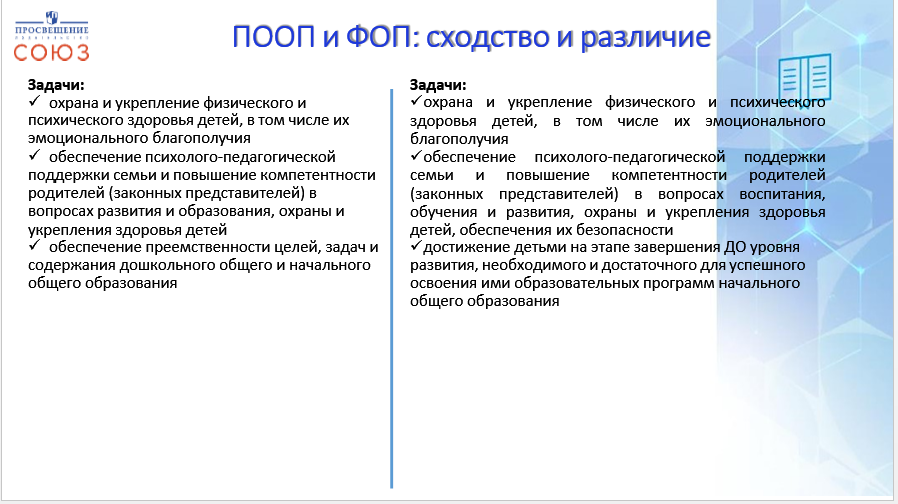 ПРОСВЕЩЕНИЕ
СОЮЗ
ПООП и ФОП: сходство и различие
Задачи:
✓ охрана и укрепление физического и
психического здоровья детей, в том числе их
эмоционального благополучия
✓ обеспечение психолого-педагогической
поддержки семьи и повышение компетентности
родителей (законных представителей) в
вопросах развития и образования, охраны и
укрепления здоровья детей
✓ обеспечение преемственности целей, задач и
содержания дошкольного общего и начального
общего образования
Задачи:
✓охрана и укрепление физического и психического
здоровья детей, в том числе их эмоционального
благополучия
✓обеспечение психолого-педагогической поддержки
семьи и повышение компетентности родителей
(законных представителей) в вопросах воспитания,
обучения и развития, охраны и укрепления здоровья
детей, обеспечения их безопасности
✓достижение детьми на этапе завершения ДО уровня
развития, необходимого и достаточного для успешного
освоения ими образовательных программ начального
общего образования